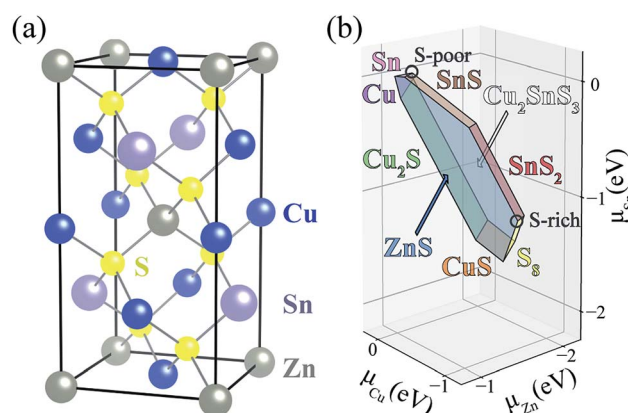 (a)
Cu
S
Sn
Zn
(b)
Sn
S-poor
SnS
Cu
Cu₂SnS₃
Cu₂S
SnS₂
S-rich
ZnS
CuS
S₈
0
−1
−2
μSn(eV)
0
−1
μCu(eV)
−1
−2
μZn(eV)